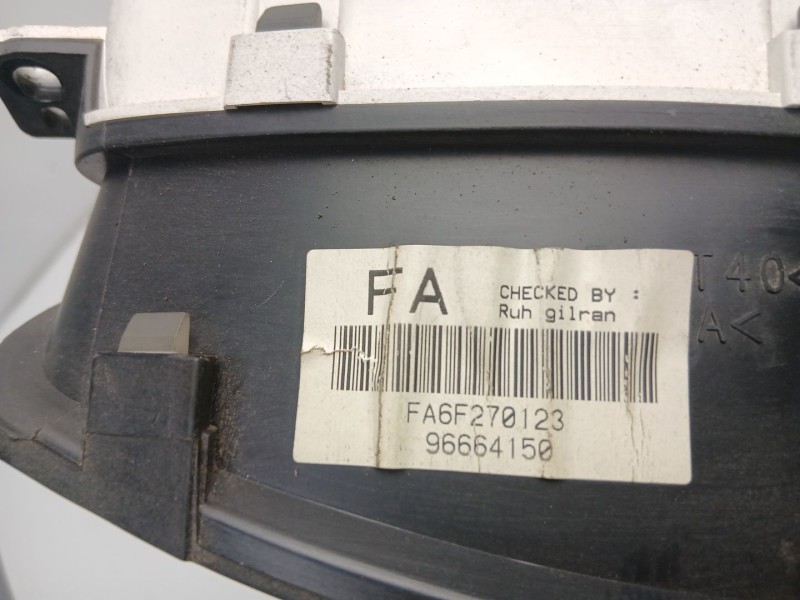 FA
CHECKED BY :
Ruh gilran
FA6F270123
96664150
T40<
A<